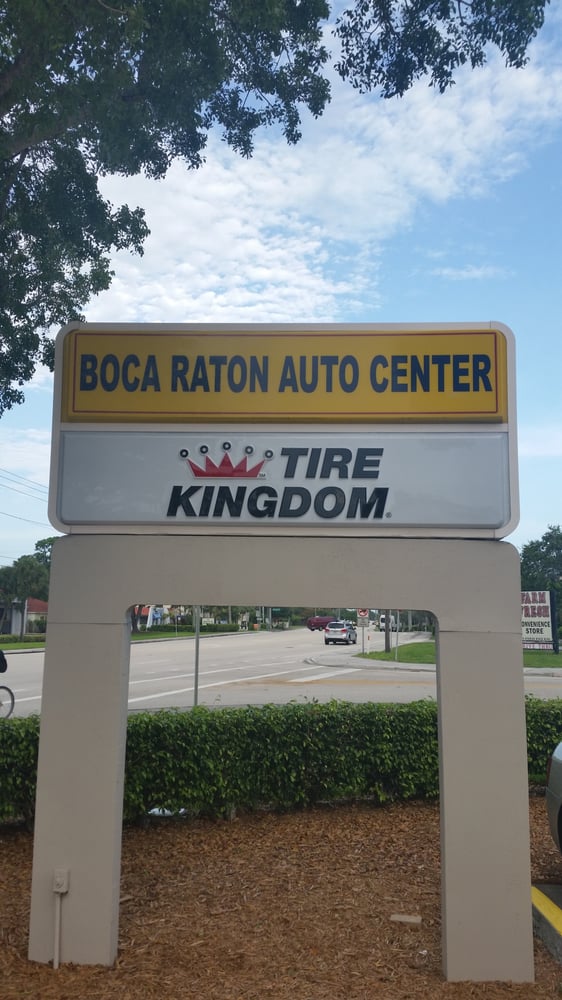 BOCA RATON AUTO CENTER
TIRE
KINGDOM
FARM
FRESH
CONVENIENCE
STORE